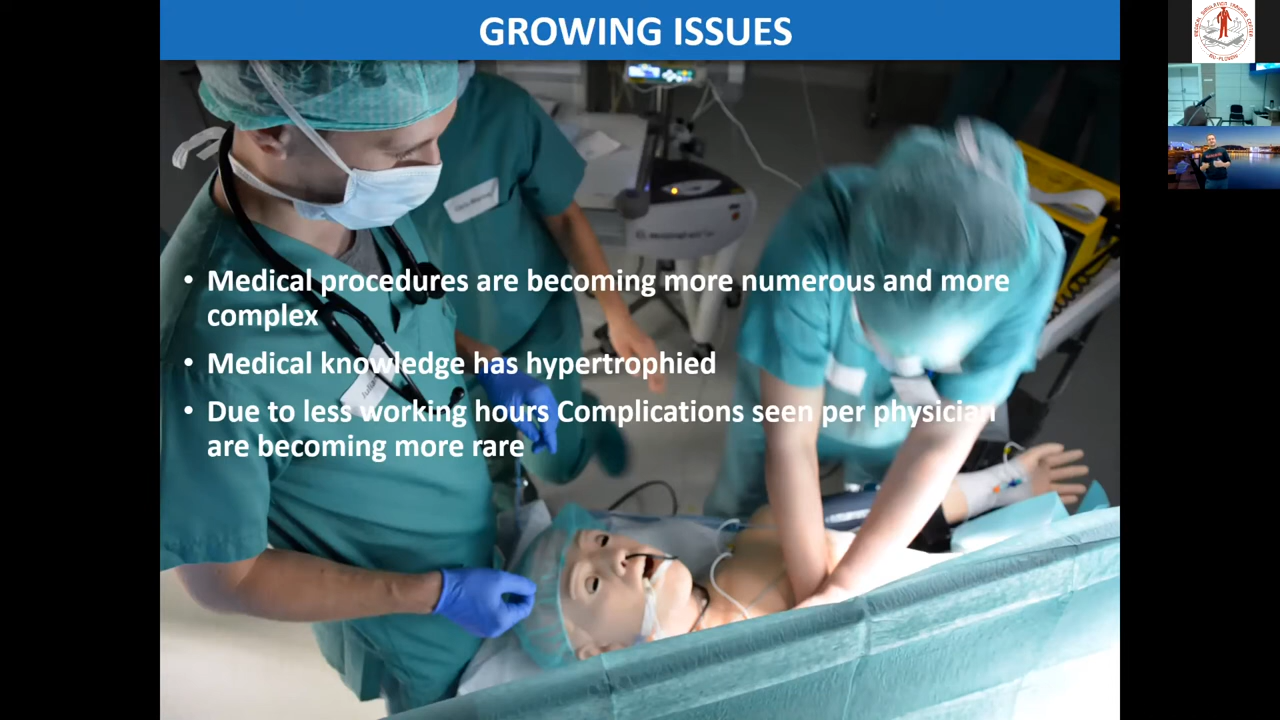 GROWING ISSUES
• Medical procedures are becoming more numerous and more
complex
• Medical knowledge has hypertrophied
• Due to less working hours Complications seen per physician
are becoming more rare